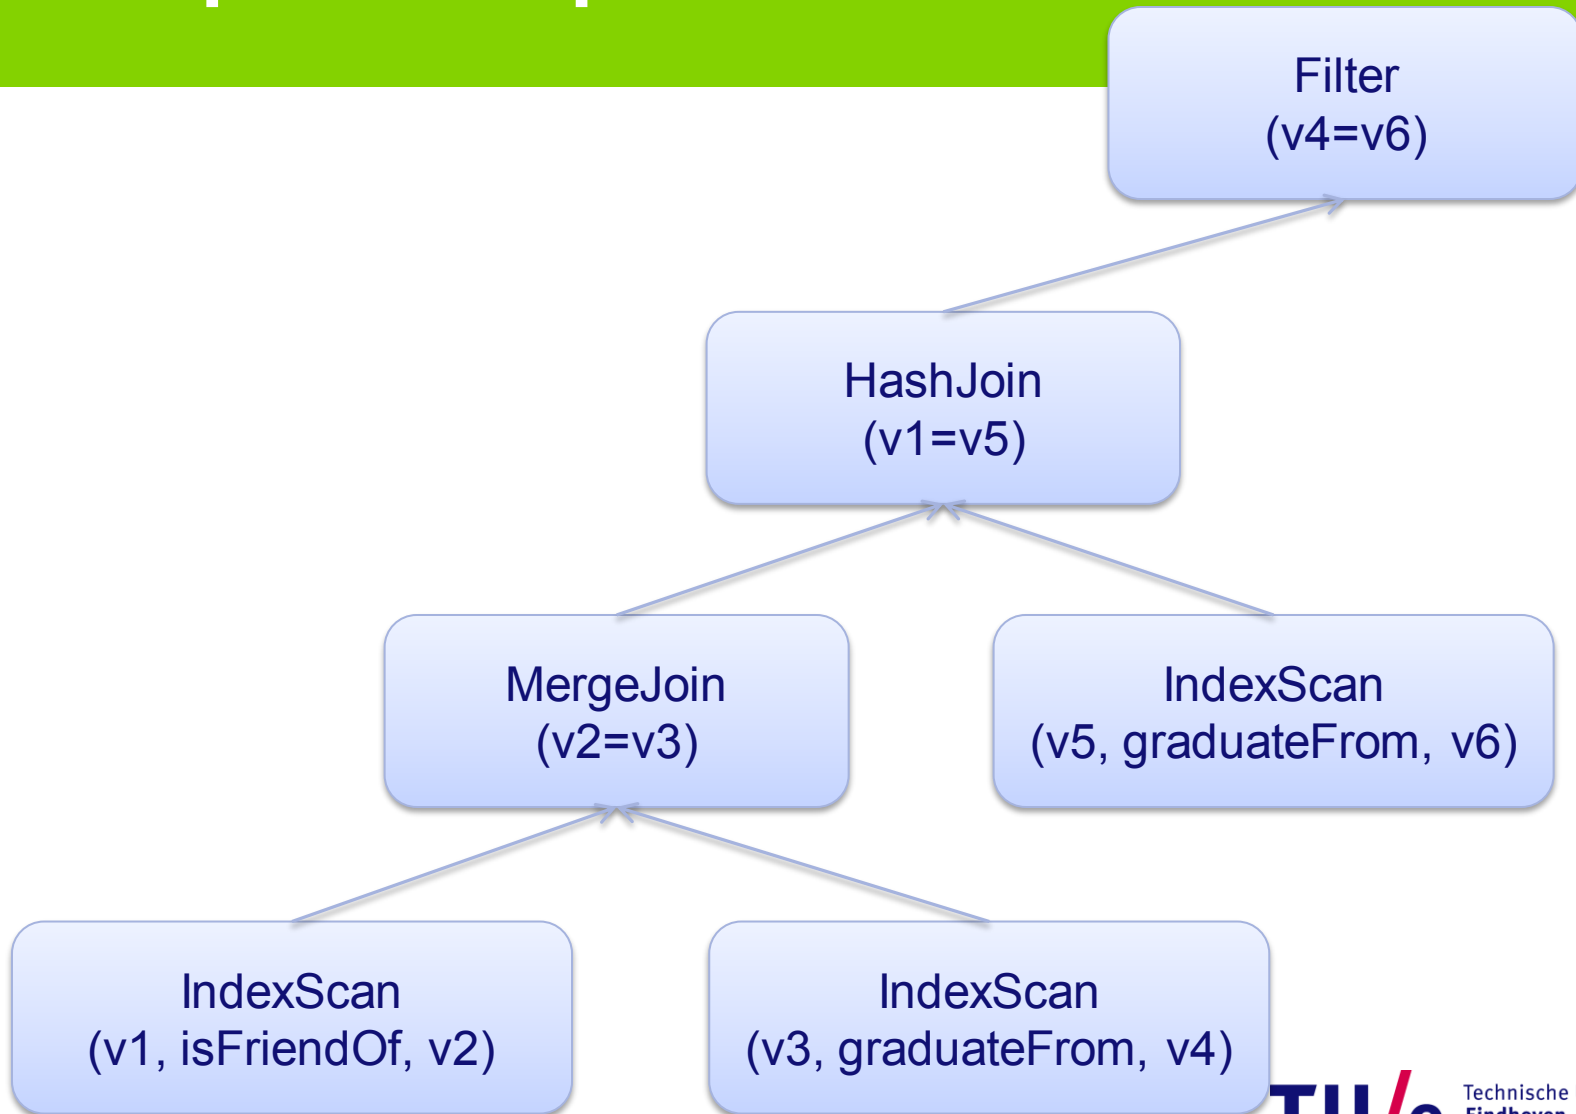 Filter
(v4=v6)
HashJoin
(v1=v5)
MergeJoin
(v2=v3)
IndexScan
(v5, graduateFrom, v6)
IndexScan
(v1, isFriendOf, v2)
IndexScan
(v3, graduateFrom, v4)
Technische